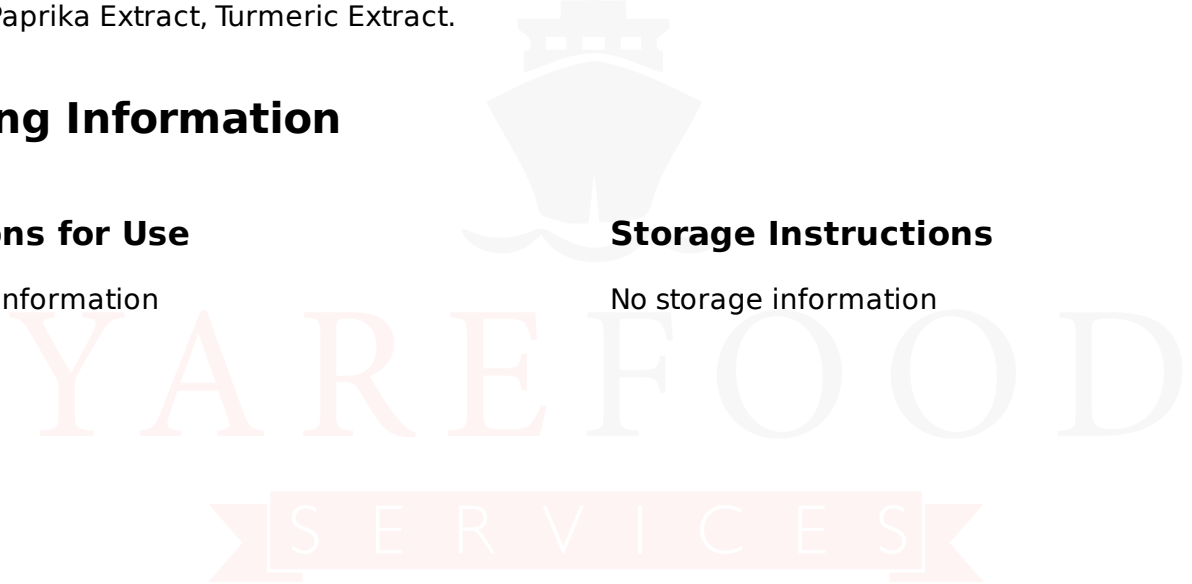 Paprika Extract, Turmeric Extract.
ng Information
ons for Use
Storage Instructions
nformation
No storage information
YAREFOOD
SERVICES